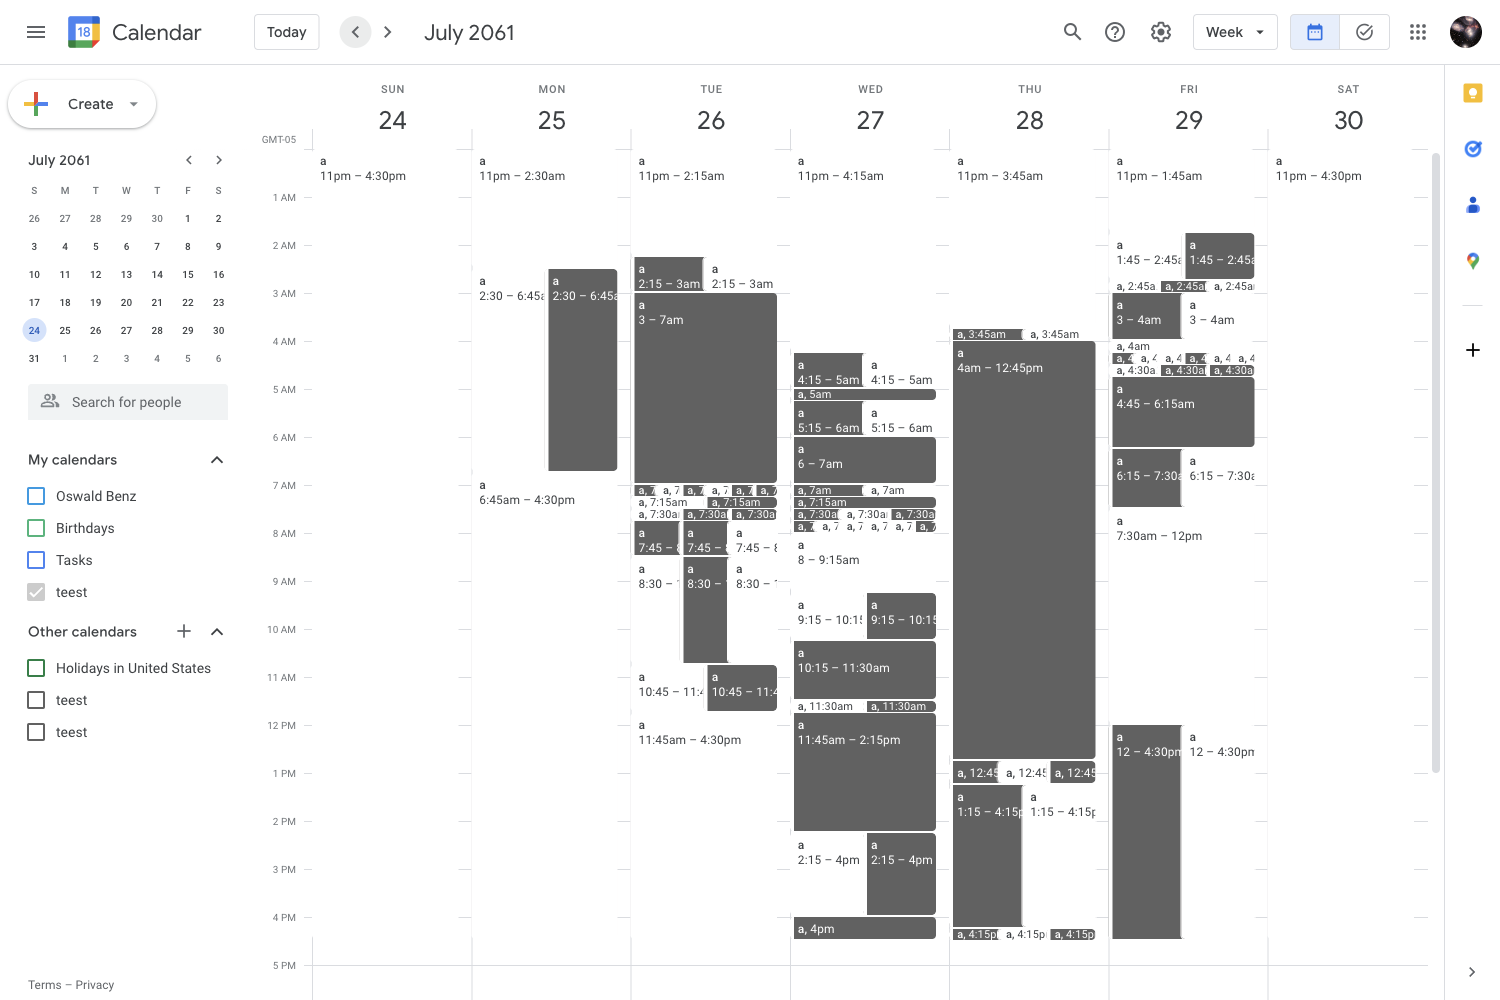 18 Calendar
Today
July 2061
Week
Create
July 2061
S M T W T F S
26 27 28 29 30 1 2
3 4 5 6 7 8 9
10 11 12 13 14 15 16
17 18 19 20 21 22 23
24 25 26 27 28 29 30
31 1 2 3 4 5 6
Search for people
My calendars
Oswald Benz
Birthdays
Tasks
teest
Other calendars
Holidays in United States
teest
teest
Terms – Privacy
SUN MON TUE WED THU FRI SAT
24 25 26 27 28 29 30
GMT-05
1 AM
2 AM
3 AM
4 AM
5 AM
6 AM
7 AM
8 AM
9 AM
10 AM
11 AM
12 PM
1 PM
2 PM
3 PM
4 PM
5 PM
a
11pm – 4:30pm
a
11pm – 2:30am
a
2:30 – 6:45a
a
2:30 – 6:45a
a
6:45am – 4:30pm
a
11pm – 2:15am
a
2:15 – 3am
a
2:15 – 3am
a
3 – 7am
a, 7 a, 7 a, 7 a, 7 a, 7 a, 7
a, 7:15am a, 7:15am
a, 7:30a a, 7:30a a, 7:30a
a
7:45 – 8
a
7:45 – 8
a
7:45 – 8
a
8:30 –
a
8:30 –
a
8:30 –
a
10:45 – 11:4
a
10:45 – 11:4
a
11:45am – 4:30pm
a
11pm – 4:15am
a
4:15 – 5am
a
4:15 – 5am
a, 5am
a
5:15 – 6am
a
5:15 – 6am
a
6 – 7am
a, 7am a, 7am
a, 7:15am
a, 7:30a a, 7:30a a, 7:30a
a, 7 a, 7 a, 7 a, 7 a, 7 a, 7
a
8 – 9:15am
a
9:15 – 10:15
a
9:15 – 10:15
a
10:15 – 11:30am
a, 11:30am a, 11:30am
a
11:45am – 2:15pm
a
2:15 – 4pm
a
2:15 – 4pm
a, 4pm
a
11pm – 3:45am
a, 3:45am a, 3:45am
a
4am – 12:45pm
a, 12:45 a, 12:45 a, 12:45
a
1:15 – 4:15p
a
1:15 – 4:15p
a, 4:15p a, 4:15p a, 4:15p
a
11pm – 1:45am
a
1:45 – 2:45a
a
1:45 – 2:45a
a, 2:45a a, 2:45a a, 2:45a
a
3 – 4am
a
3 – 4am
a, 4am
a, 4 a, 4 a, 4 a, 4 a, 4 a, 4
a, 4:30a a, 4:30a a, 4:30a
a
4:45 – 6:15am
a
6:15 – 7:30a
a
6:15 – 7:30a
a
7:30am – 12pm
a
12 – 4:30pm
a
12 – 4:30pm
a
11pm – 4:30pm